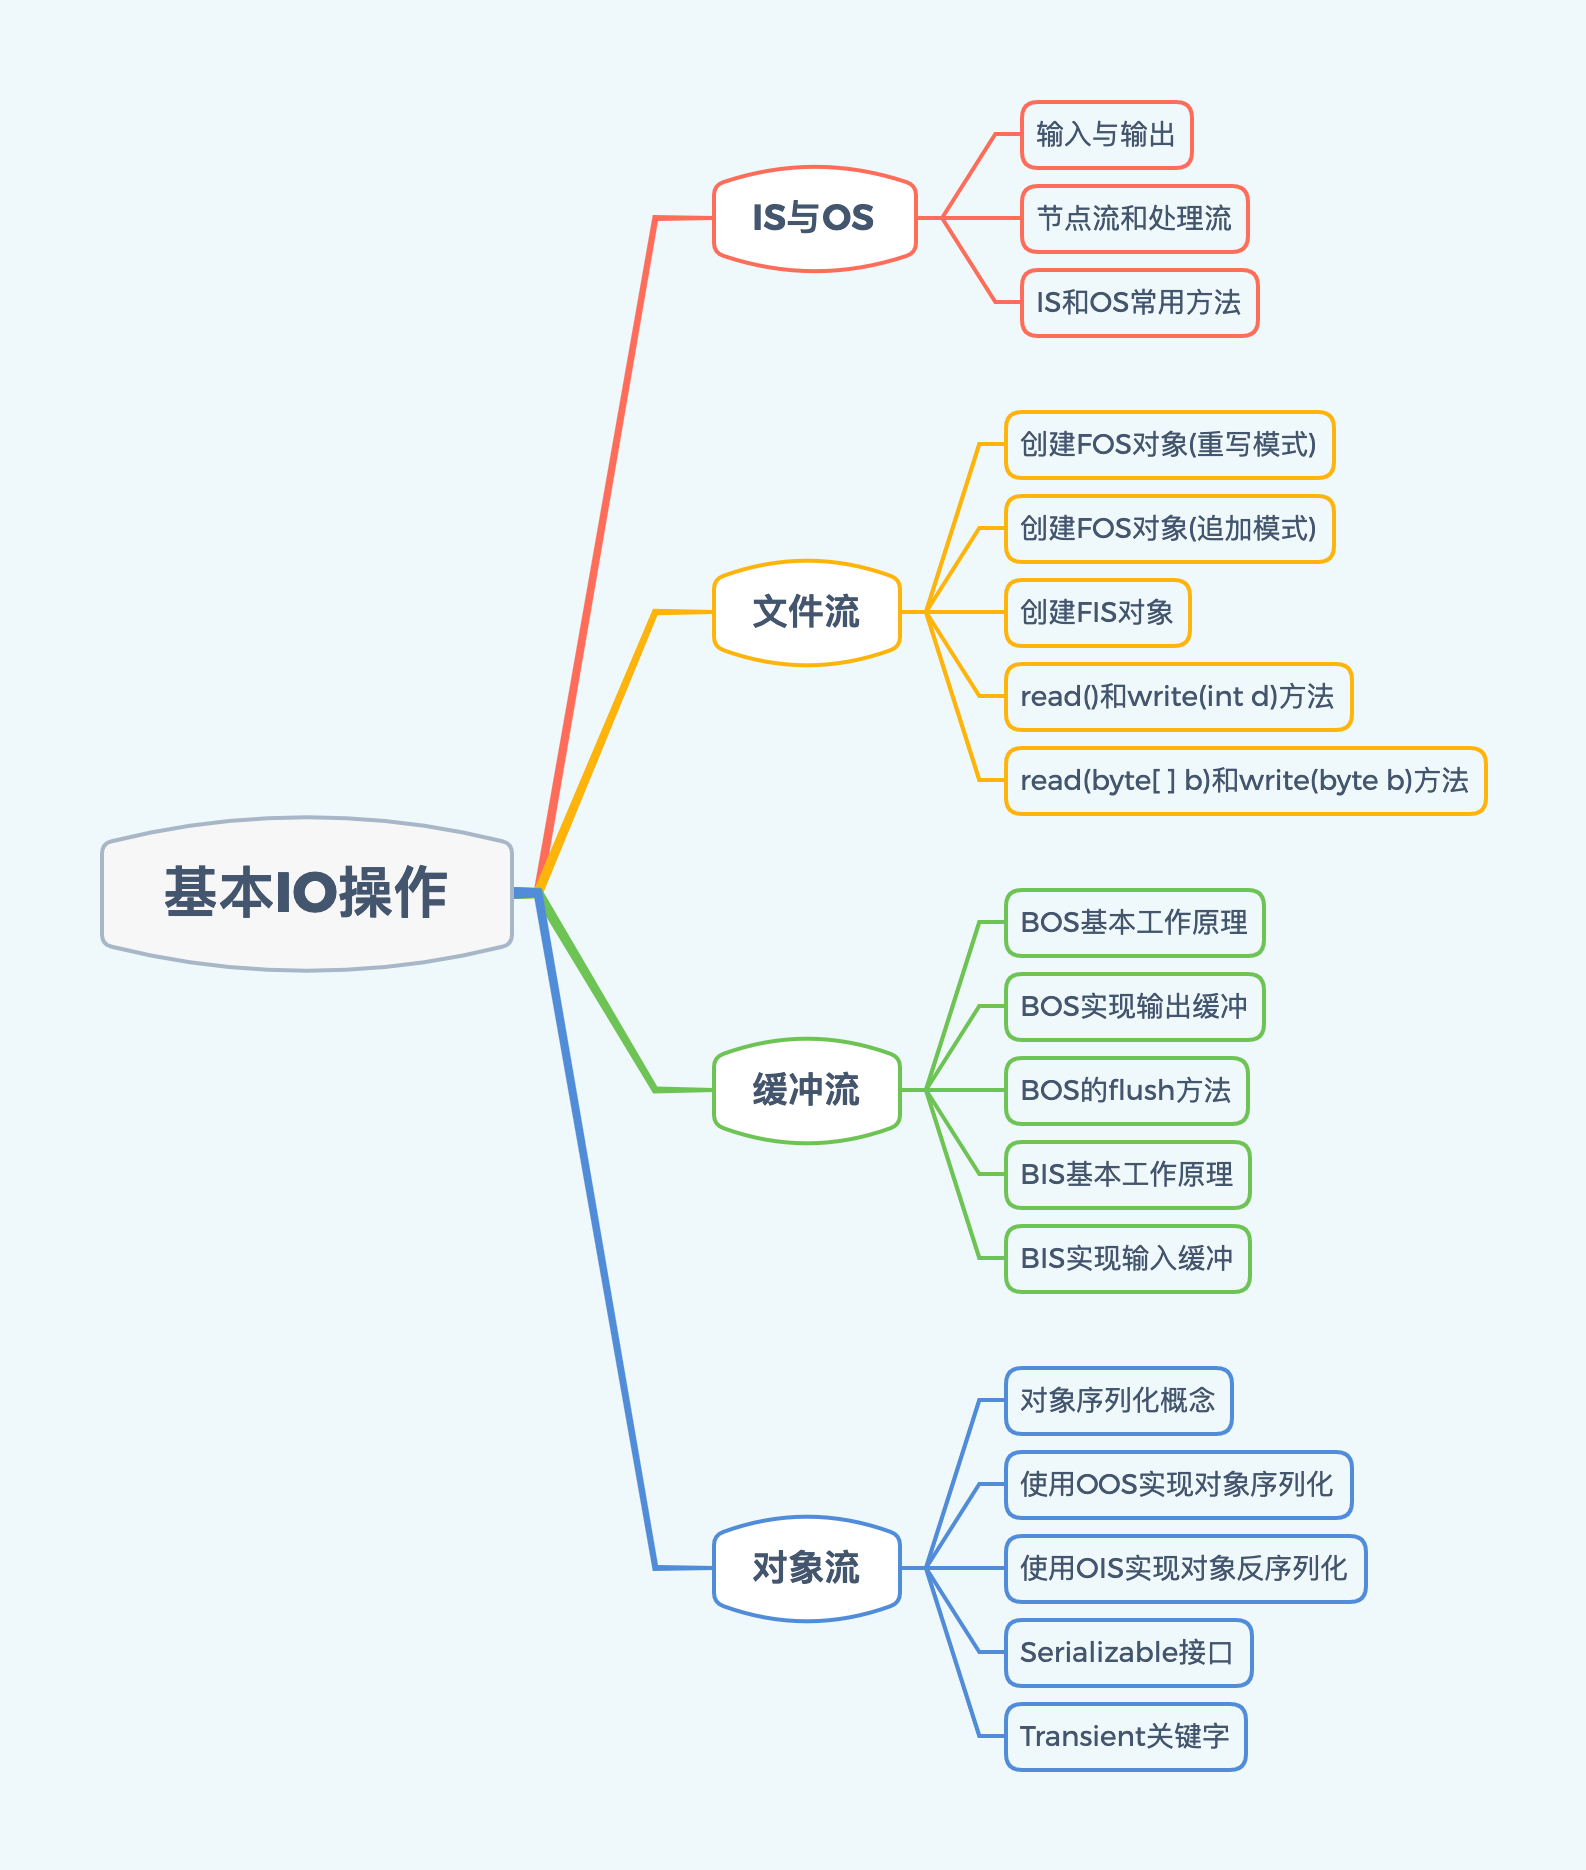 基本IO操作
IS与OS
输入与输出
节点流和处理流
IS和OS常用方法
文件流
创建FOS对象(重写模式)
创建FOS对象(追加模式)
创建FIS对象
read()和write(int d)方法
read(byte[ ] b)和write(byte b)方法
缓冲流
BOS基本工作原理
BOS实现输出缓冲
BOS的flush方法
BIS基本工作原理
BIS实现输入缓冲
对象流
对象序列化概念
使用OOS实现对象序列化
使用OIS实现对象反序列化
Serializable接口
Transient关键字